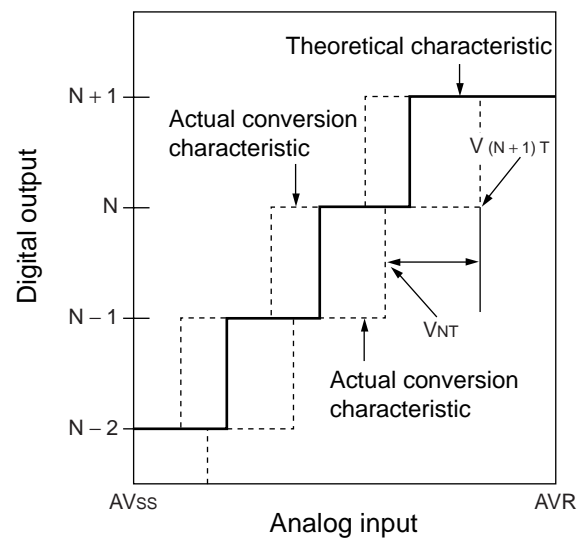 Theoretical characteristic
N + 1
Actual conversion
characteristic
V (N + 1) T
N
Digital output
N – 1
VNT
Actual conversion
characteristic
N – 2
AVSS
AVR
Analog input